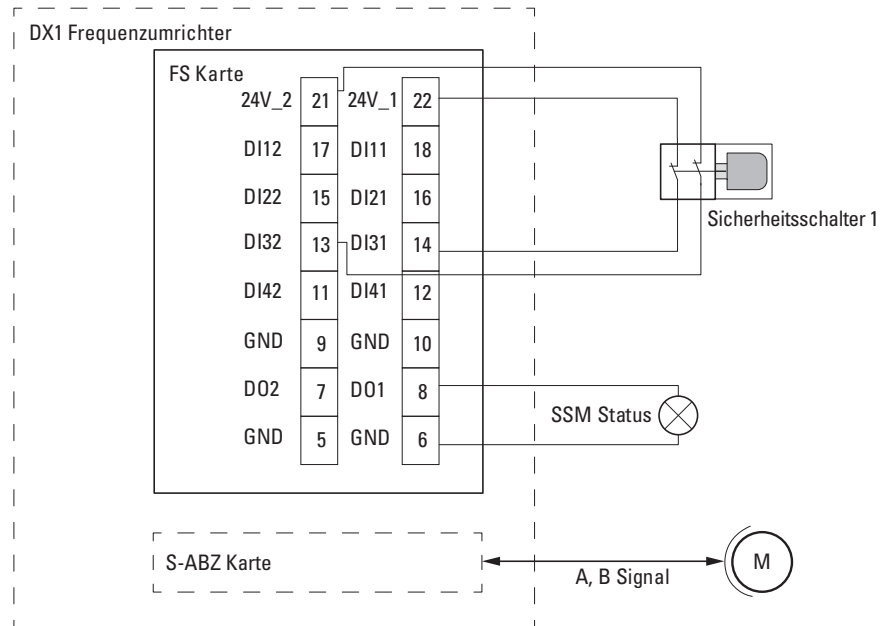 DX1 Frequenzumrichter
FS Karte
24V_2 21 24V_1 22
DI12 17 DI11 18
DI22 15 DI21 16
Sicherheitsschalter 1
DI32 13 DI31 14
DI42 11 DI41 12
GND 9 GND 10
DO2 7 DO1 8
SSM Status
GND 5 GND 6
S-ABZ Karte
A, B Signal
M